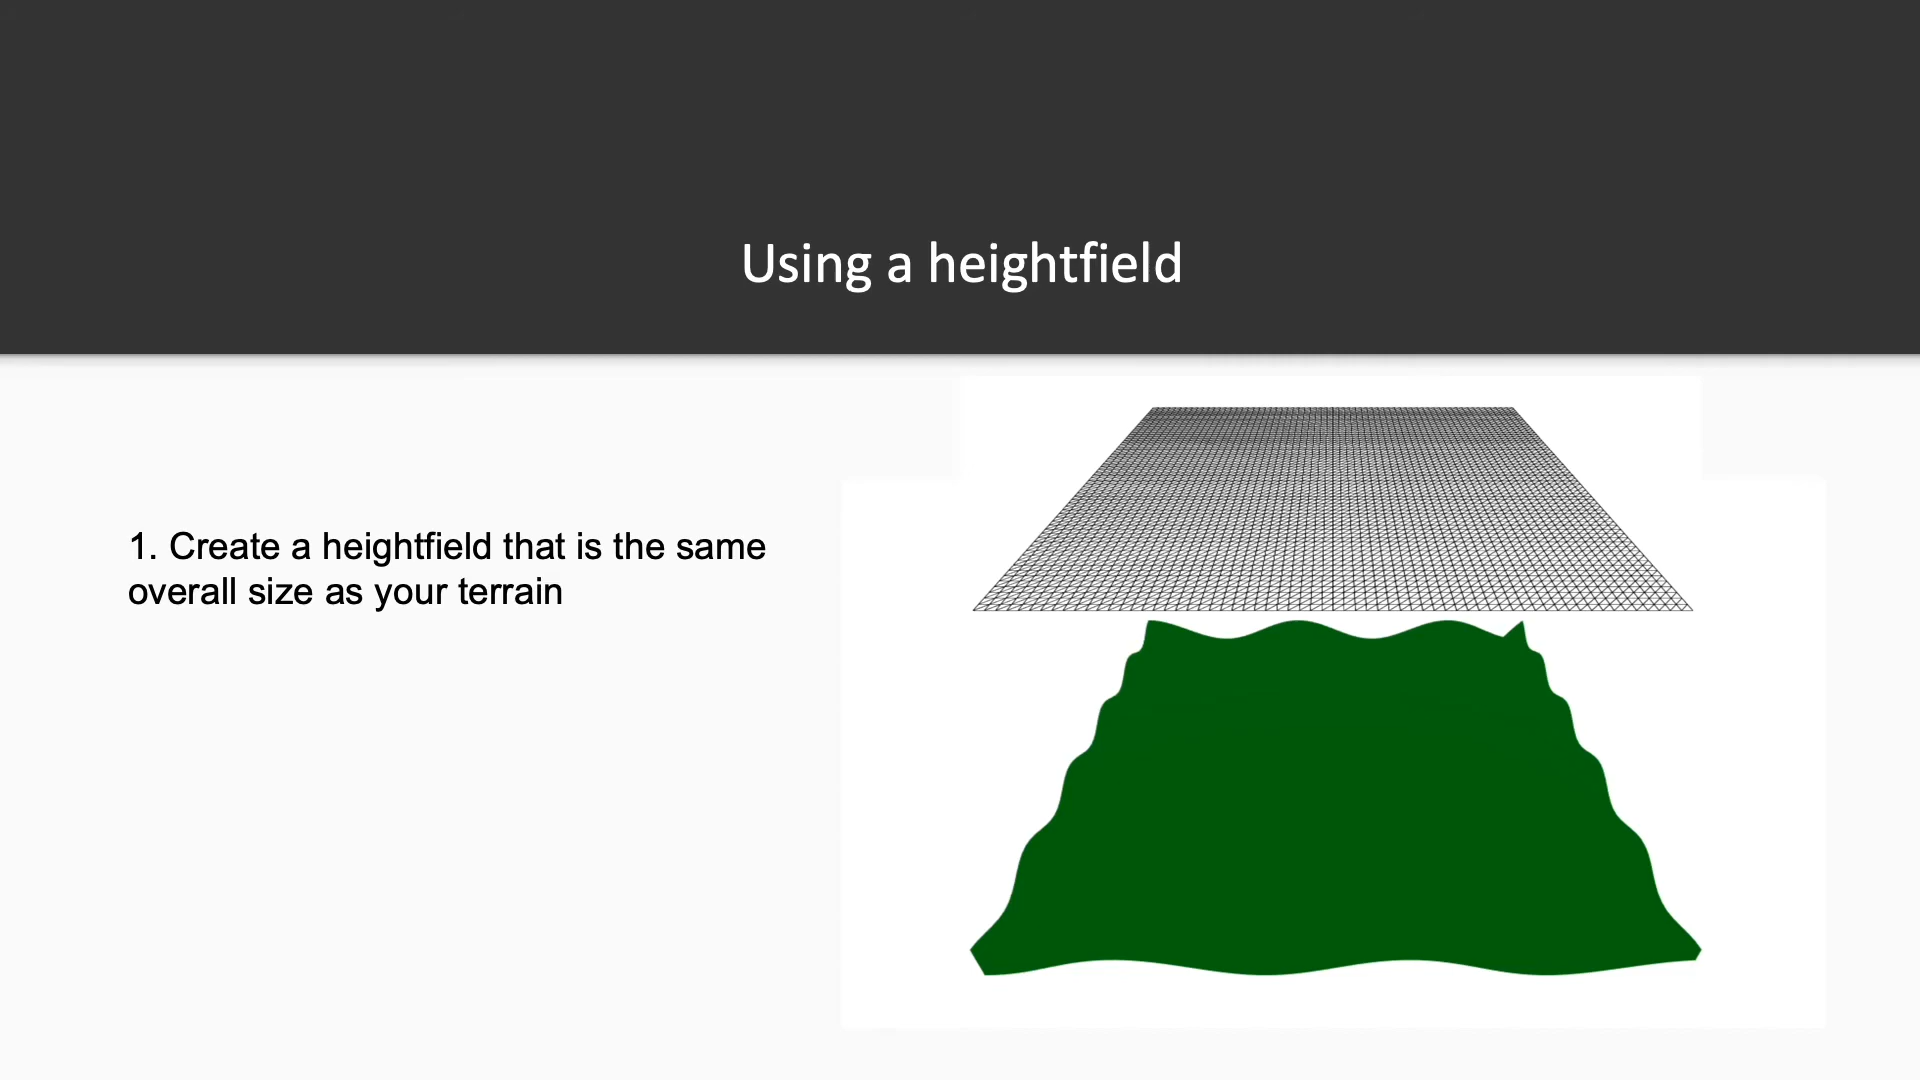 Using a heightfield
1. Create a heightfield that is the same
overall size as your terrain